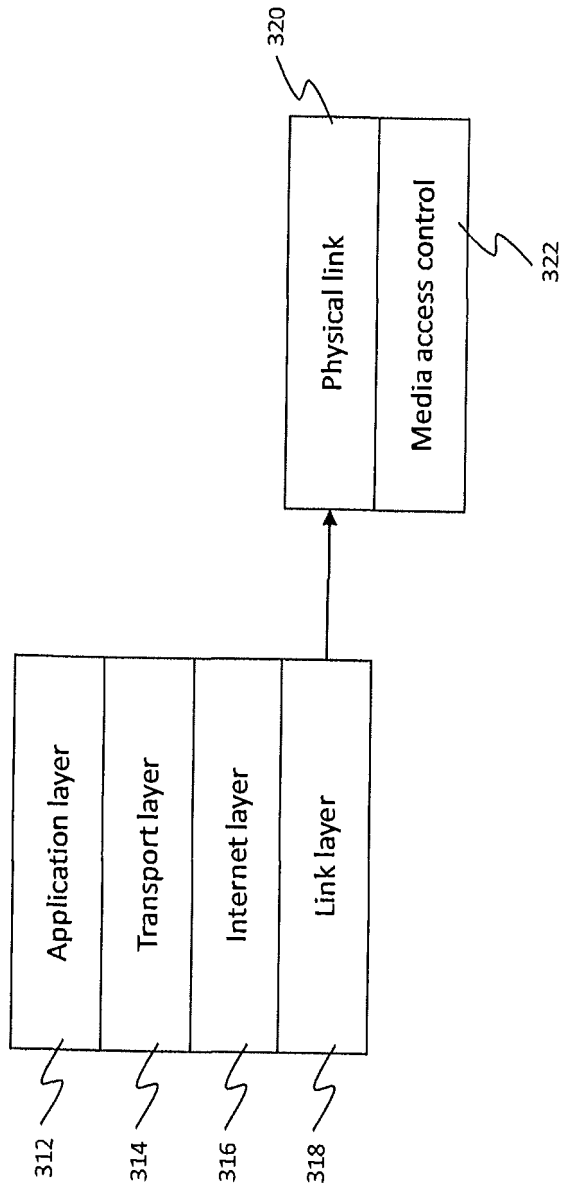 312
Application layer
314
Transport layer
316
Internet layer
318
Link layer
320
Physical link
Media access control
322